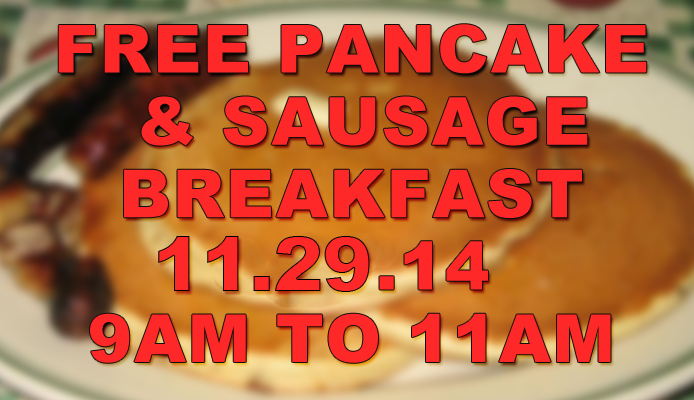 FREE PANCAKE
& SAUSAGE
BREAKFAST
11.29.14
9AM TO 11AM